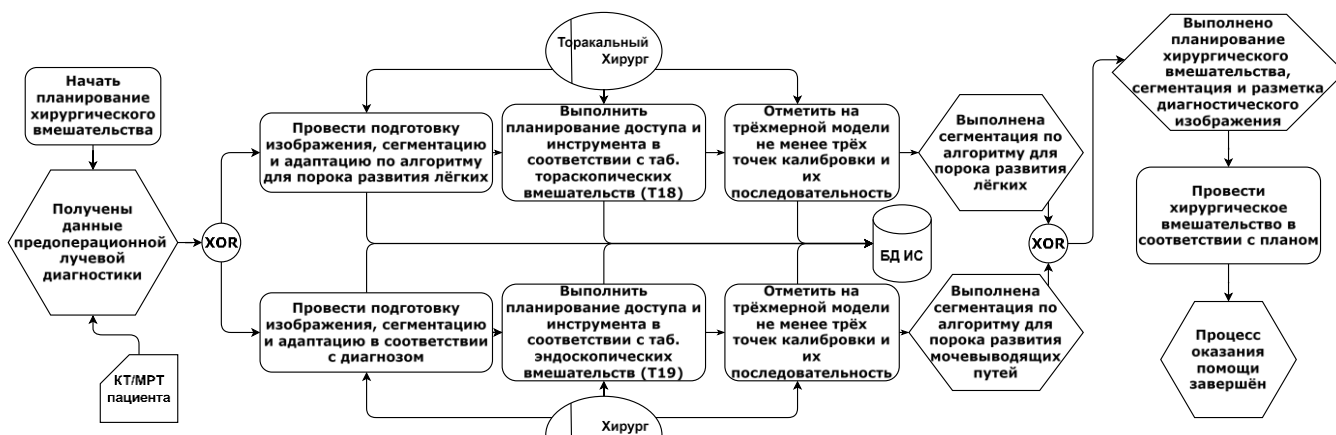 Начать
планирование
хирургического
вмешательства
Получены
данные
предоперационной
лучевой
диагностики
КТ/МРТ
пациента
XOR
Торакальный
Хирург
Провести подготовку
изображения, сегментацию
и адаптацию по алгоритму
для порока развития лёгких
Выполнить
планирование доступа и
инструмента в
соответствии с таб.
тораскопических
вмешательств (Т18)
Отметить на
трёхмерной модели
не менее трёх
точек калибровки и
их
последовательность
Выполнена
сегментация по
алгоритму для
порока развития
лёгких
БД ИС
Провести подготовку
изображения, сегментацию
и адаптацию в соответствии
с диагнозом
Выполнить
планирование доступа и
инструмента в
соответствии с таб.
эндоскопических
вмешательств (Т19)
Отметить на
трёхмерной модели
не менее трёх
точек калибровки и
их
последовательность
Выполнена
сегментация по
алгоритму для
порока развития
мочевыводящих
путей
Хирург
XOR
Выполнено
планирование
хирургического
вмешательства,
сегментация и разметка
диагностического
изображения
Провести
хирургическое
вмешательство в
соответствии с планом
Процесс
оказания
помощи
завершён